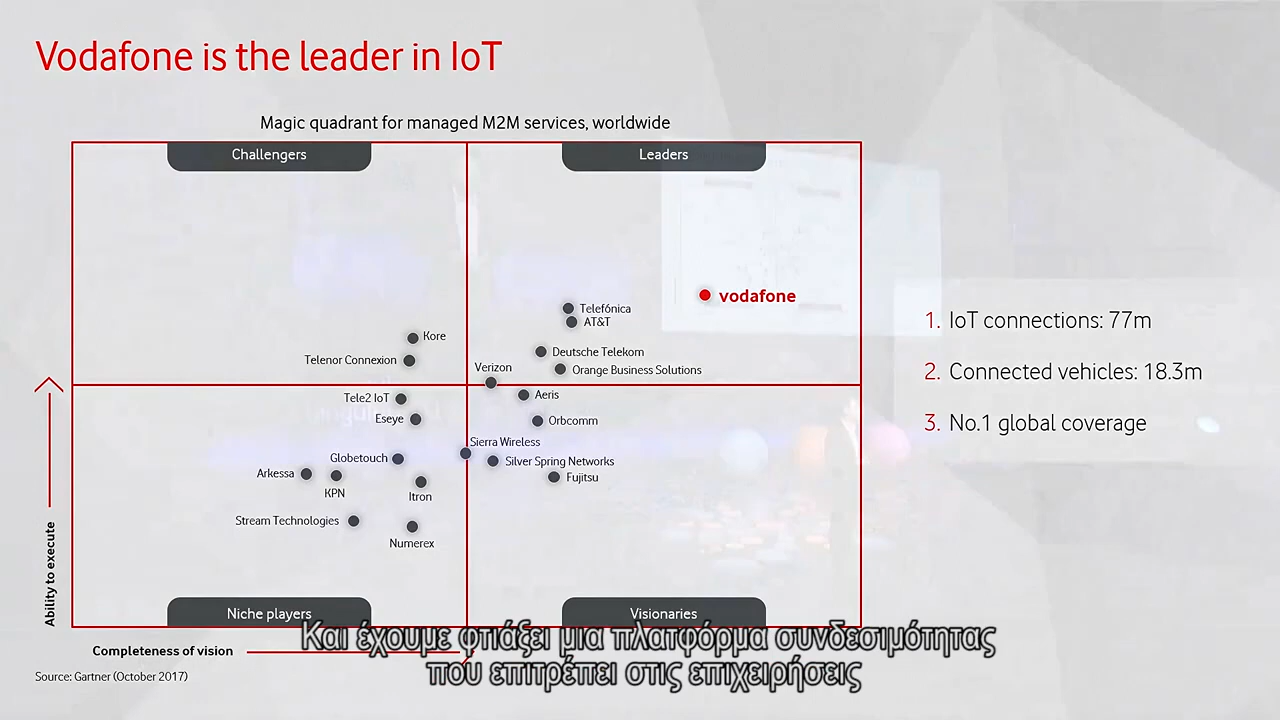 Vodafone is the leader in IoT
Magic quadrant for managed M2M services, worldwide
Challengers
Leaders
vodafone
Telefónica
AT&T
Kore
Telenor Connexion
Deutsche Telekom
Orange Business Solutions
Verizon
Tele2 IoT
Aeris
Eseye
Orbcomm
Sierra Wireless
Globetouch
Silver Spring Networks
Arkessa
KPN
Fujitsu
Itron
Stream Technologies
Numerex
Niche players
Visionaries
Ability to execute
Completeness of vision
Source: Gartner (October 2017)
1. IoT connections: 77m
2. Connected vehicles: 18.3m
3. No.1 global coverage
Και έχουμε φτιάξει μια πλατφόρμα συνδεσιμότητας
που επιτρέπει στις επιχειρήσεις